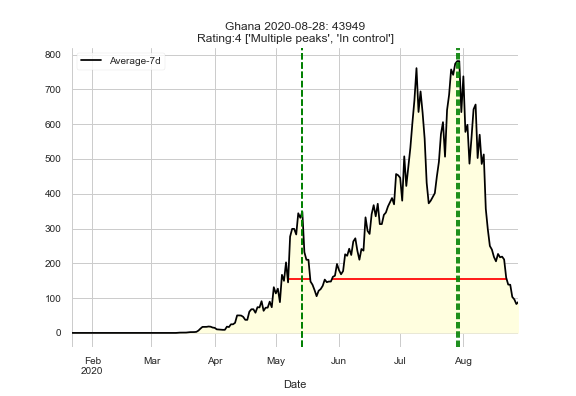 Ghana 2020-08-28: 43949
Rating:4 ['Multiple peaks', 'In control']
Average-7d
800
700
600
500
400
300
200
100
0
Feb Mar Apr May Jun Jul Aug
2020
Date